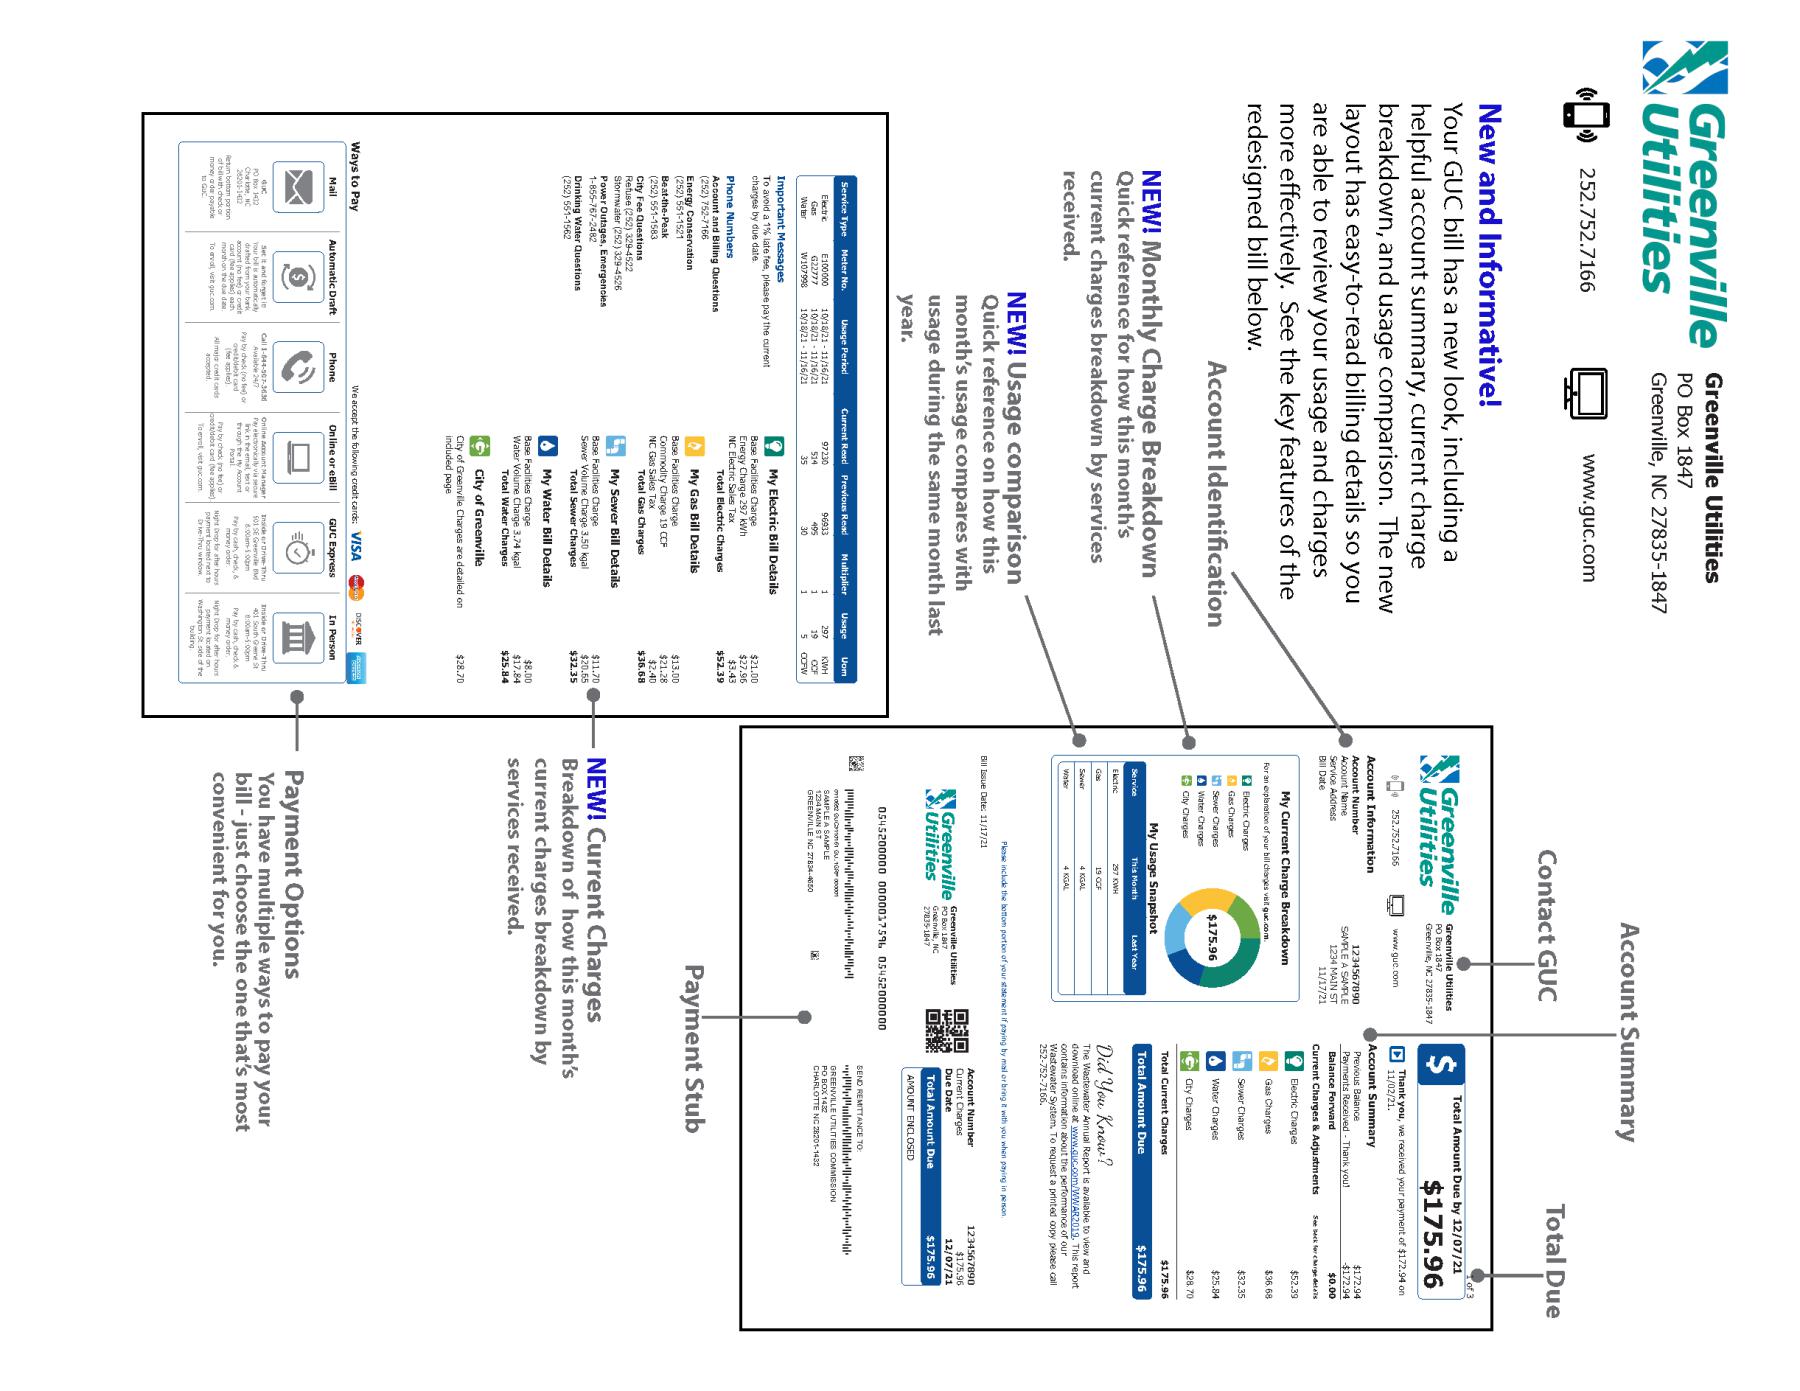 Greenville
Utilities
Greenville Utilities
PO Box 1847
Greenville, NC 27835-1847
252.752.7166
www.guc.com
New and Informative!
Your GUC bill has a new look, including a
helpful account summary, current charge
breakdown, and usage comparison. The new
layout has easy-to-read billing details so you
are able to review your usage and charges
more effectively. See the key features of the
redesigned bill below.
Account Summary
Contact GUC
Total Due
Account Identification
NEW! Monthly Charge Breakdown
Quick reference for how this month's
current charges breakdown by services
received.
NEW! Usage comparison
Quick reference on how this
month's usage compares with
usage during the same month last
year.
1 of 3
Greenville
Utilities
Greenville Utilities
PO Box 1847
Greenville, NC 27835-1847
252.752.7166
www.guc.com
$
Total Amount Due by 12/07/21
$175.96
Thank you, we received your payment of $172.94 on
11/02/21.
Account Information
Account Number 1234567890
Account Name SAMPLE A SAMPLE
Service Address 1234 MAIN ST
Bill Date 11/17/21
My Current Charge Breakdown
For an explanation of your bill charges visit guc.com.
Electric Charges
Gas Charges
Sewer Charges
Water Charges
City Charges
$175.96
My Usage Snapshot
Service This Month Last Year
Electric 297 KWH
Gas 19 CCF
Sewer 4 KGAL
Water 4 KGAL
Account Summary
Previous Balance $172.94
Payments Received - Thank you! -$172.94
Balance Forward $0.00
Current Charges & Adjustments See back for charge details
Electric Charges $52.39
Gas Charges $36.68
Sewer Charges $32.35
Water Charges $25.84
City Charges $28.70
Total Current Charges $175.96
Total Amount Due $175.96
Did You Know?
The Wastewater Annual Report is available to view and
download online at www.guc.com/WWAR2019. This report
contains information about the performance of our
Wastewater System. To request a printed copy please call
252-752-7166.
Please include the bottom portion of your statement if paying by mail or bring it with you when paying in person.
Bill Issue Date: 11/17/21
Greenville
Utilities
Greenville Utilities
PO Box 1847
Greenville, NC
27835-1847
Account Number 1234567890
Current Charges $175.96
Due Date 12/07/21
Total Amount Due $175.96
AMOUNT ENCLOSED
0545200000 0000017596 0545200000
SAMPLE A SAMPLE
1234 MAIN ST
GREENVILLE NC 27834-4650
SEND REMITTANCE TO:
GREENVILLE UTILITIES COMMISSION
PO BOX 1432
CHARLOTTE NC 28201-1432
Payment Stub
Service Type Meter No. Usage Period Current Read Previous Read Multiplier Usage Uom
Electric E100000 10/18/21 - 11/16/21 97230 96933 1 297 KWH
Gas G22777 10/18/21 - 11/16/21 514 495 1 19 CCF
Water W107998 10/18/21 - 11/16/21 35 30 1 5 CCFW
Important Messages
To avoid a 1% late fee, please pay the current
charges by due date.
Phone Numbers
Account and Billing Questions
(252) 752-7166
Energy Conservation
(252) 551-1521
Beat-the-Peak
(252) 551-1583
City Fee Questions
Refuse (252) 329-4522
Stormwater (252) 329-4526
Power Outages, Emergencies
1-855-767-2482
Drinking Water Questions
(252) 551-1562
My Electric Bill Details
Base Facilities Charge $21.00
Energy Charge 297 kWh $27.96
NC Electric Sales Tax $3.43
Total Electric Charges $52.39
My Gas Bill Details
Base Facilities Charge $13.00
Commodity Charge 19 CCF $21.28
NC Gas Sales Tax $2.40
Total Gas Charges $36.68
My Sewer Bill Details
Base Facilities Charge $11.70
Sewer Volume Charge 3.50 kgal $20.65
Total Sewer Charges $32.35
My Water Bill Details
Base Facilities Charge $8.00
Water Volume Charge 3.74 kgal $17.84
Total Water Charges $25.84
City of Greenville
City of Greenville Charges are detailed on $28.70
included page
Ways to Pay
We accept the following credit cards: VISA DISCOVER
Mail
GUC
PO Box 1432
Charlotte, NC
28201-1432
Return bottom portion
of bill with check or
money order payable
to GUC.
Automatic Draft
Set it and forget it
Your bill is automatically
drafted from your bank
account (no fee) or credit
card (fee applies) each
month on the due date.
To enroll, visit guc.com.
Phone
Call 1-844-507-3636
Available 24/7
Pay by check (no fee) or
credit/debit card
(fee applies).
All major credit cards
accepted.
Online or eBill
Online Account Manager
Pay electronically via secure
link in the email, text or
through the My Account
Portal.
Pay by check (no fee) or
credit/debit card (fee applies).
To enroll, visit guc.com.
GUC Express
Inside or Drive-Thru
501 SE Greenville Blvd
8:00am-5:00pm
Pay by cash, check, &
money order.
Night Drop for after hours
payment located next to
Drive-Thru window.
In Person
Inside or Drive-Thru
401 South Greene St
8:00am-5:00pm
Pay by cash, check, &
money order.
Night Drop for after hours
payment located on
Washington St. side of the
building.
NEW! Current Charges
Breakdown of how this month's
current charges breakdown by
services received.
Payment Options
You have multiple ways to pay your
bill - just choose the one that's most
convenient for you.